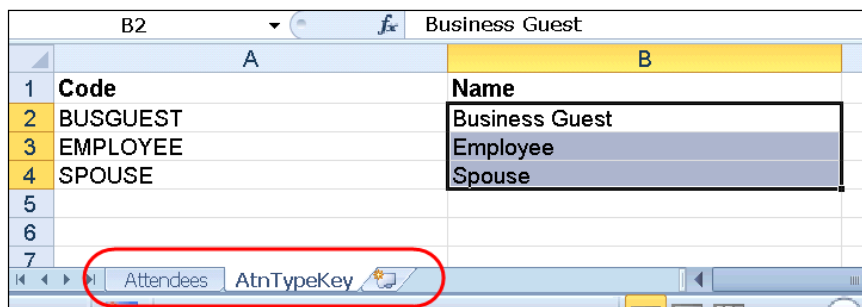 B2 fx Business Guest
A B
1 Code Name
2 BUSGUEST Business Guest
3 EMPLOYEE Employee
4 SPOUSE Spouse
5
6
7
Attendees AtnTypeKey